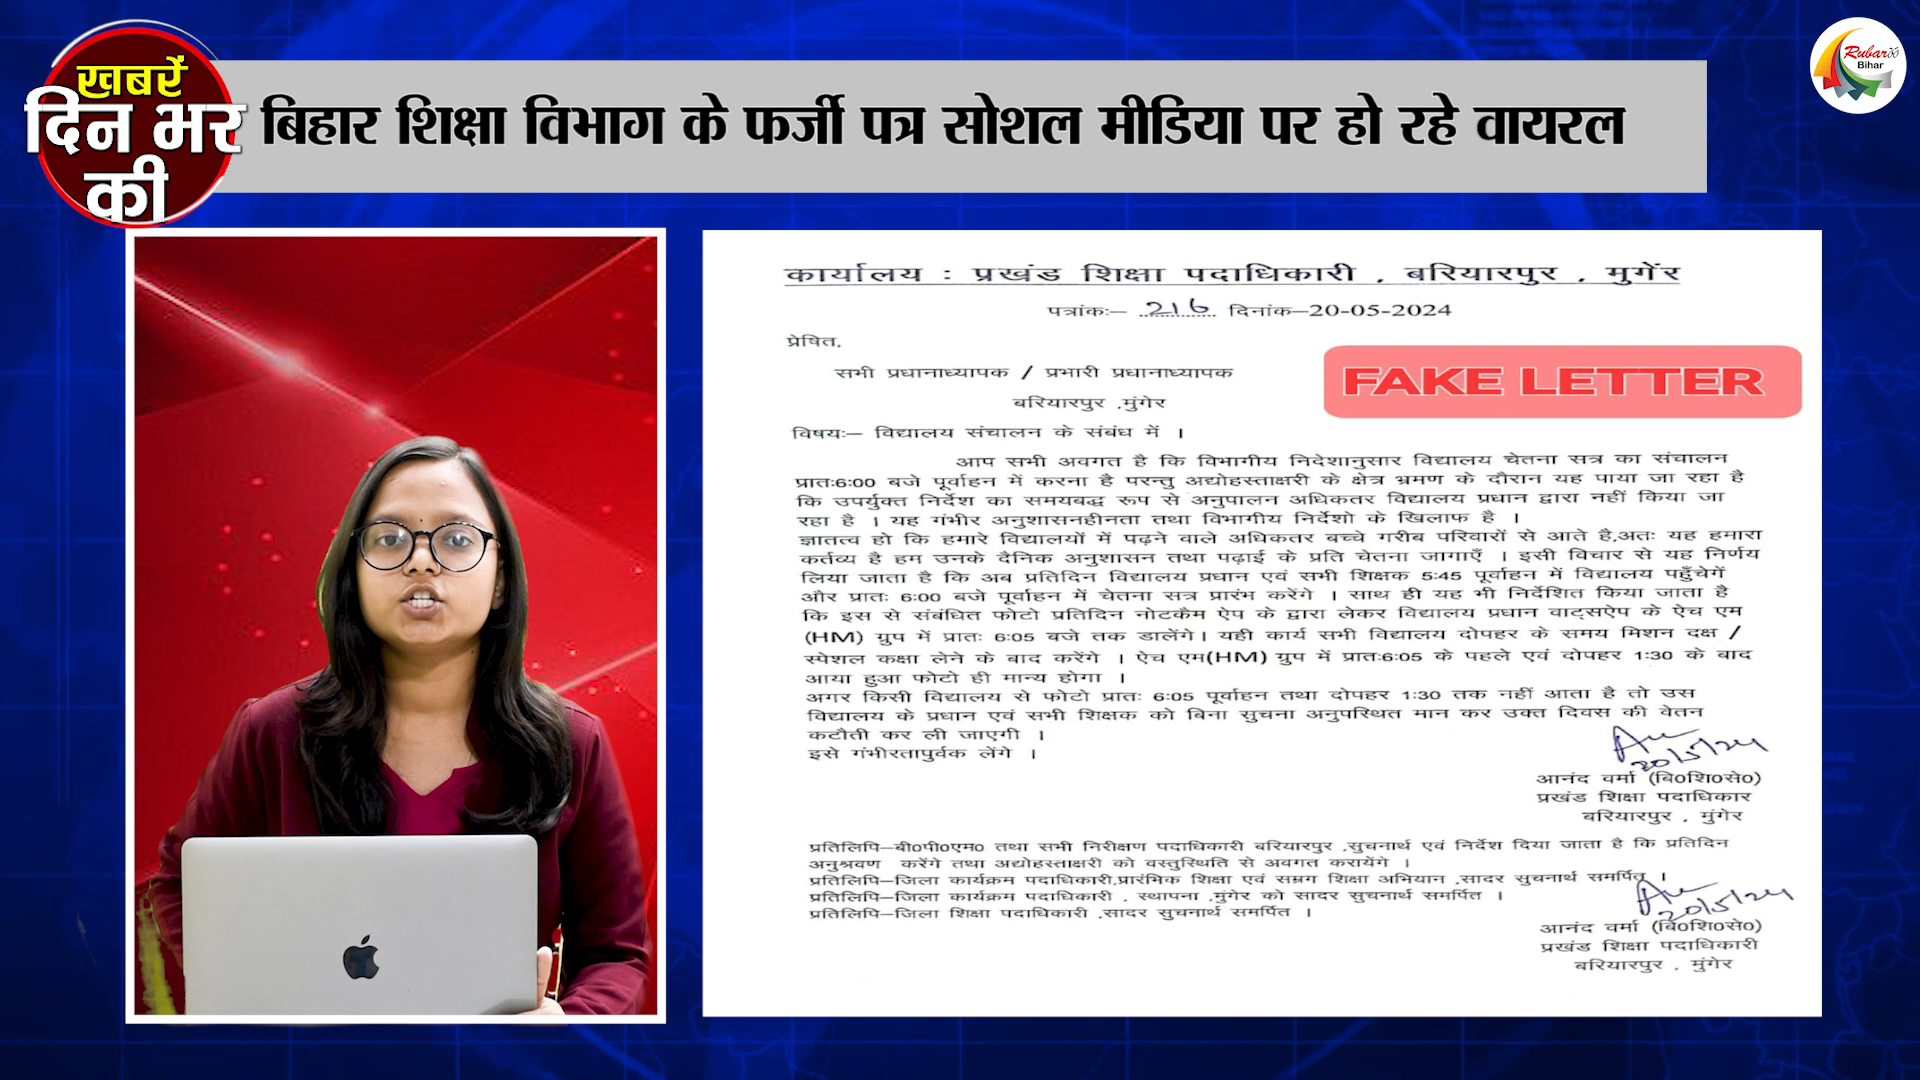 खबरें
दिन भर
की
बिहार शिक्षा विभाग के फर्जी पत्र सोशल मीडिया पर हो रहे वायरल
Rubaroo
Bihar
कार्यालय : प्रखंड शिक्षा पदाधिकारी , बरियारपुर , मुगेंर
पत्रांकः– 216 दिनांक–20-05-2024
प्रेषित,
सभी प्रधानाध्यापक / प्रभारी प्रधानाध्यापक
FAKE LETTER
बरियारपुर ,मुंगेर
विषयः– विद्यालय संचालन के संबंध में ।
आप सभी अवगत है कि विभागीय निदेशानुसार विद्यालय चेतना सत्र का संचालन
प्रातः6:00 बजे पूर्वाहन में करना है परन्तु अद्योहस्ताक्षरी के क्षेत्र भ्रमण के दौरान यह पाया जा रहा है
कि उपर्युक्त निर्देश का समयबद्ध रूप से अनुपालन अधिकतर विद्यालय प्रधान द्वारा नहीं किया जा
रहा है । यह गंभीर अनुशासनहीनता तथा विभागीय निर्देशो के खिलाफ है ।
ज्ञातत्व हो कि हमारे विद्यालयों में पढ़ने वाले अधिकतर बच्चे गरीब परिवारों से आते है,अतः यह हमारा
कर्तव्य है हम उनके दैनिक अनुशासन तथा पढ़ाई के प्रति चेतना जागाएँ । इसी विचार से यह निर्णय
लिया जाता है कि अब प्रतिदिन विद्यालय प्रधान एवं सभी शिक्षक 5:45 पूर्वाहन में विद्यालय पहुँचेगें
और प्रातः 6:00 बजे पूर्वाहन में चेतना सत्र प्रारंभ करेंगे । साथ ही यह भी निर्देशित किया जाता है
कि इस से संबंधित फोटो प्रतिदिन नोटकैम ऐप के द्वारा लेकर विद्यालय प्रधान वाट्सऐप के ऐच एम
(HM) ग्रुप में प्रातः 6:05 बजे तक डालेंगे। यही कार्य सभी विद्यालय दोपहर के समय मिशन दक्ष /
स्पेशल कक्षा लेने के बाद करेंगे । ऐच एम(HM) ग्रुप में प्रातः6:05 के पहले एवं दोपहर 1:30 के बाद
आया हुआ फोटो ही मान्य होगा ।
अगर किसी विद्यालय से फोटो प्रातः 6:05 पूर्वाहन तथा दोपहर 1:30 तक नहीं आता है तो उस
विद्यालय के प्रधान एवं सभी शिक्षक को बिना सुचना अनुपस्थित मान कर उक्त दिवस की वेतन
कटौती कर ली जाएगी ।
इसे गंभीरतापुर्वक लेंगे ।
20/5/24
आनंद वर्मा (बि०शि०से०)
प्रखंड शिक्षा पदाधिकार
बरियारपुर , मुंगेर
प्रतिलिपि–बी०पी०एम० तथा सभी निरीक्षण पदाधिकारी बरियारपुर ,सुचनार्थ एवं निर्देश दिया जाता है कि प्रतिदिन
अनुश्रवण करेंगे तथा अद्योहस्ताक्षरी को वस्तुस्थिति से अवगत करायेंगे ।
प्रतिलिपि–जिला कार्यक्रम पदाधिकारी,प्रारंभिक शिक्षा एवं सम्रग शिक्षा अभियान ,सादर सुचनार्थ समर्पित ।
प्रतिलिपि–जिला कार्यक्रम पदाधिकारी , स्थापना ,मुंगेर को सादर सुचनार्थ समर्पित ।
प्रतिलिपि–जिला शिक्षा पदाधिकारी ,सादर सुचनार्थ समर्पित ।
20/5/24
आनंद वर्मा (बि०शि०से०)
प्रखंड शिक्षा पदाधिकारी
बरियारपुर , मुंगेर